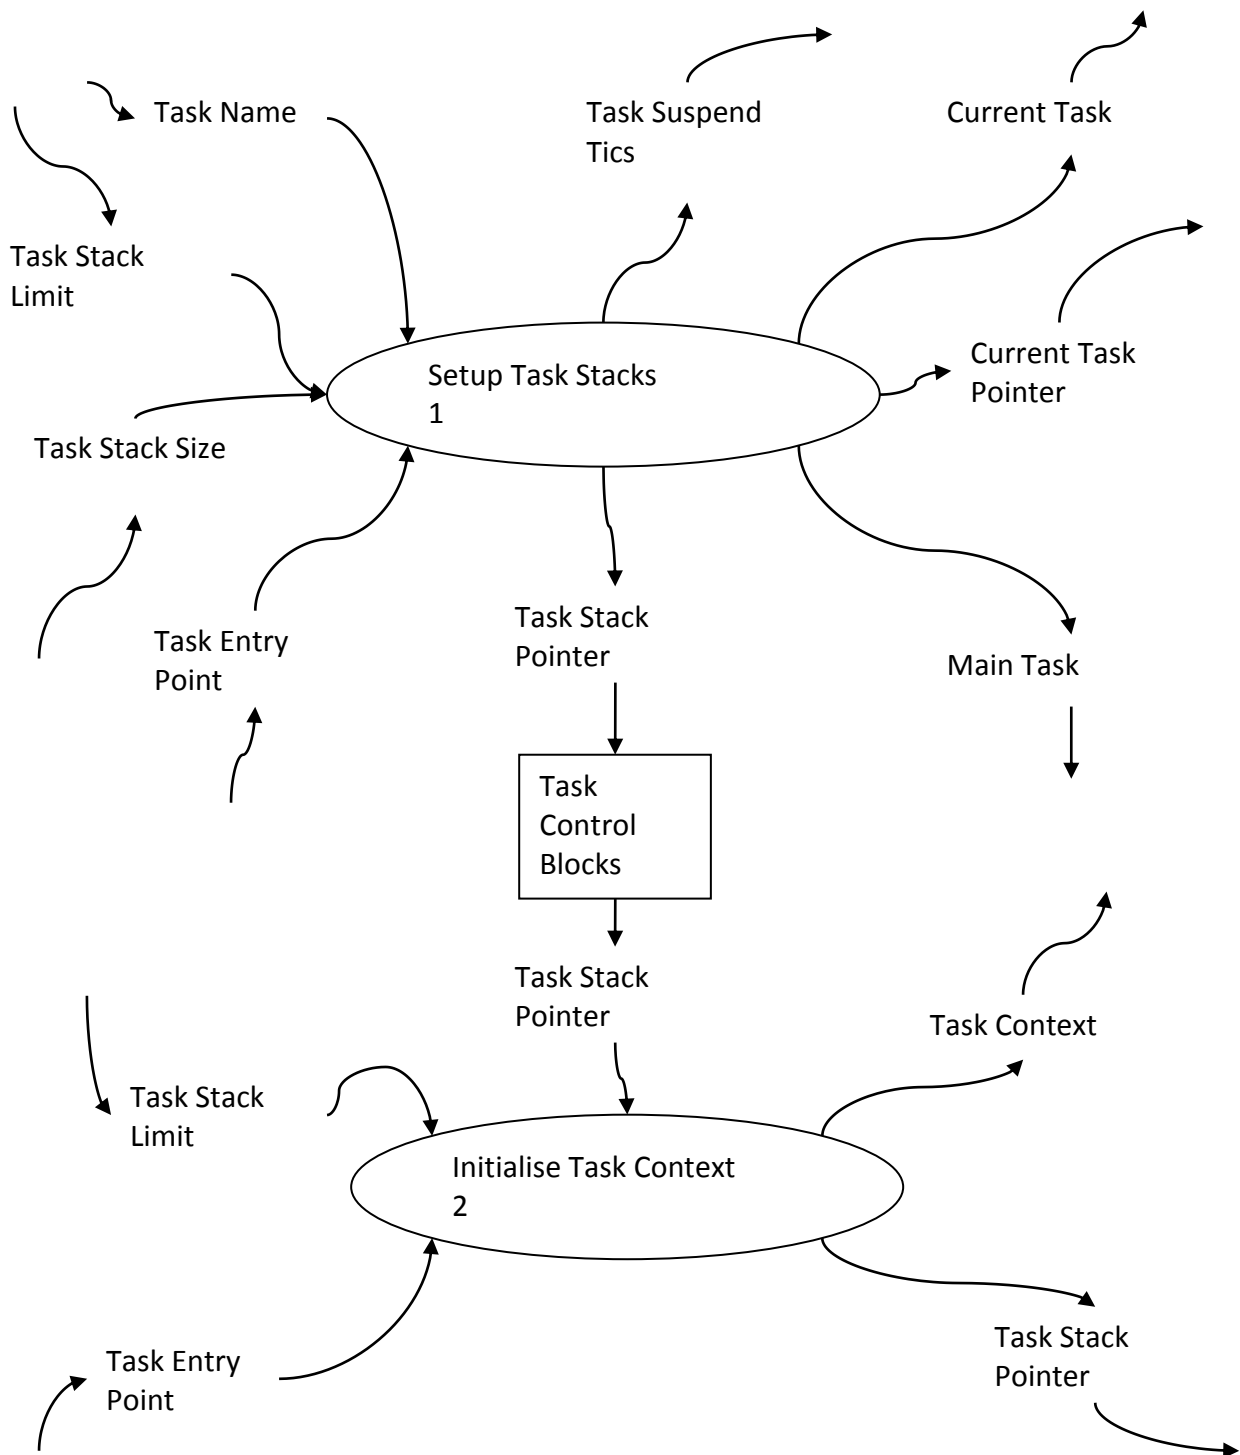 Task Name
Task Suspend
Tics
Current Task
Task Stack
Limit
Current Task
Pointer
Setup Task Stacks
1
Task Stack Size
Task Entry
Point
Task Stack
Pointer
Main Task
Task
Control
Blocks
Task Stack
Pointer
Task Context
Task Stack
Limit
Initialise Task Context
2
Task Entry
Point
Task Stack
Pointer